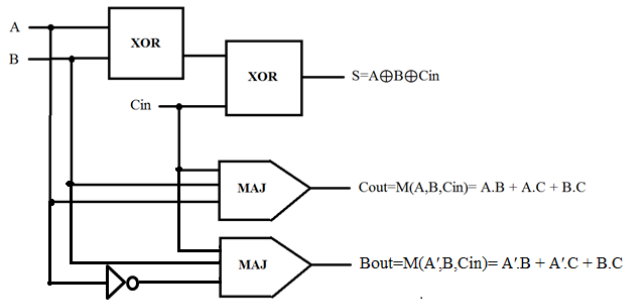 A
XOR
B
XOR
S=A⊕B⊕Cin
Cin
MAJ
Cout=M(A,B,Cin)= A.B + A.C + B.C
MAJ
Bout=M(A′,B,Cin)= A′.B + A′.C + B.C